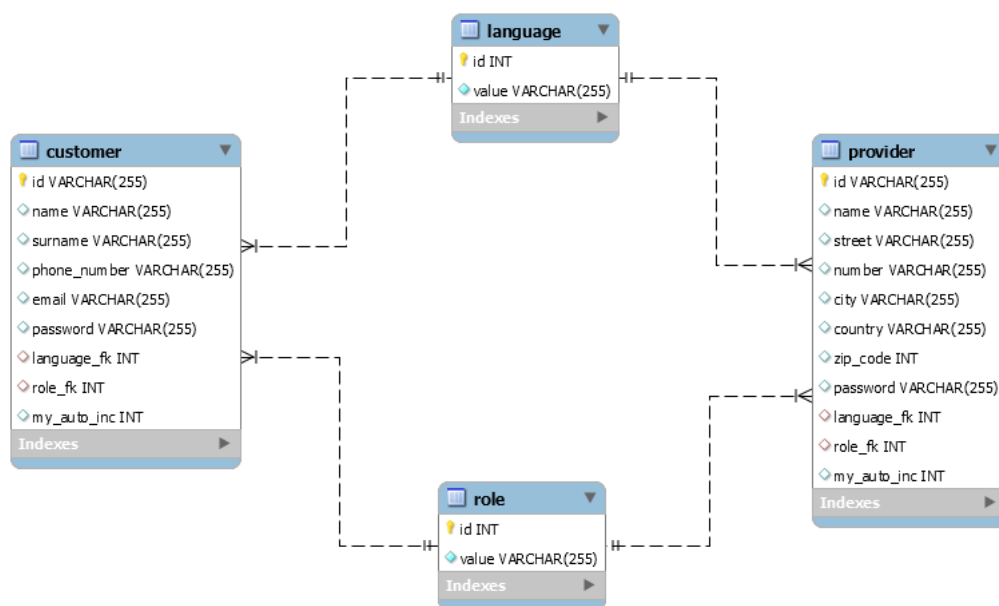 language
id INT
value VARCHAR(255)
Indexes
customer
id VARCHAR(255)
name VARCHAR(255)
surname VARCHAR(255)
phone_number VARCHAR(255)
email VARCHAR(255)
password VARCHAR(255)
language_fk INT
role_fk INT
my_auto_inc INT
Indexes
provider
id VARCHAR(255)
name VARCHAR(255)
street VARCHAR(255)
number VARCHAR(255)
city VARCHAR(255)
country VARCHAR(255)
zip_code INT
password VARCHAR(255)
language_fk INT
role_fk INT
my_auto_inc INT
Indexes
role
id INT
value VARCHAR(255)
Indexes